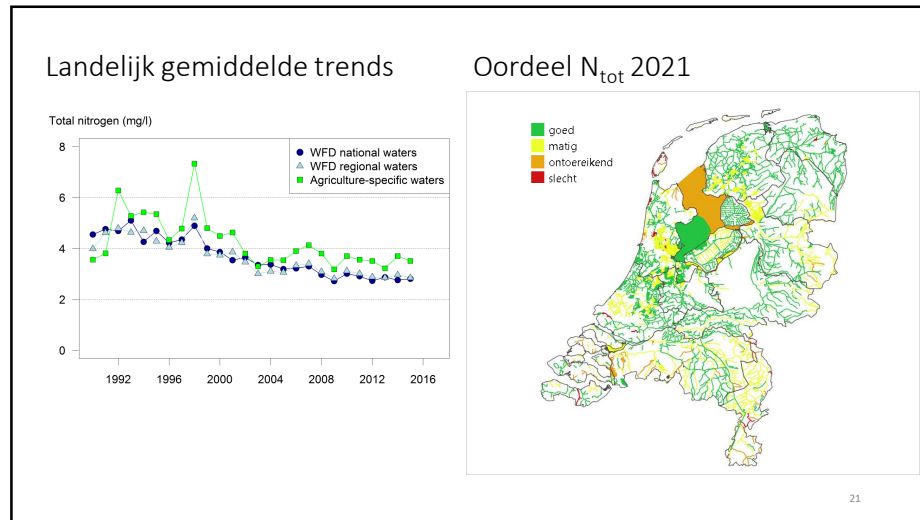 Landelijk gemiddelde trends
Total nitrogen (mg/l)
8
6
4
2
0
WFD national waters
WFD regional waters
Agriculture-specific waters
1992 1996 2000 2004 2008 2012 2016
Oordeel Ntot 2021
goed
matig
ontoereikend
slecht
21